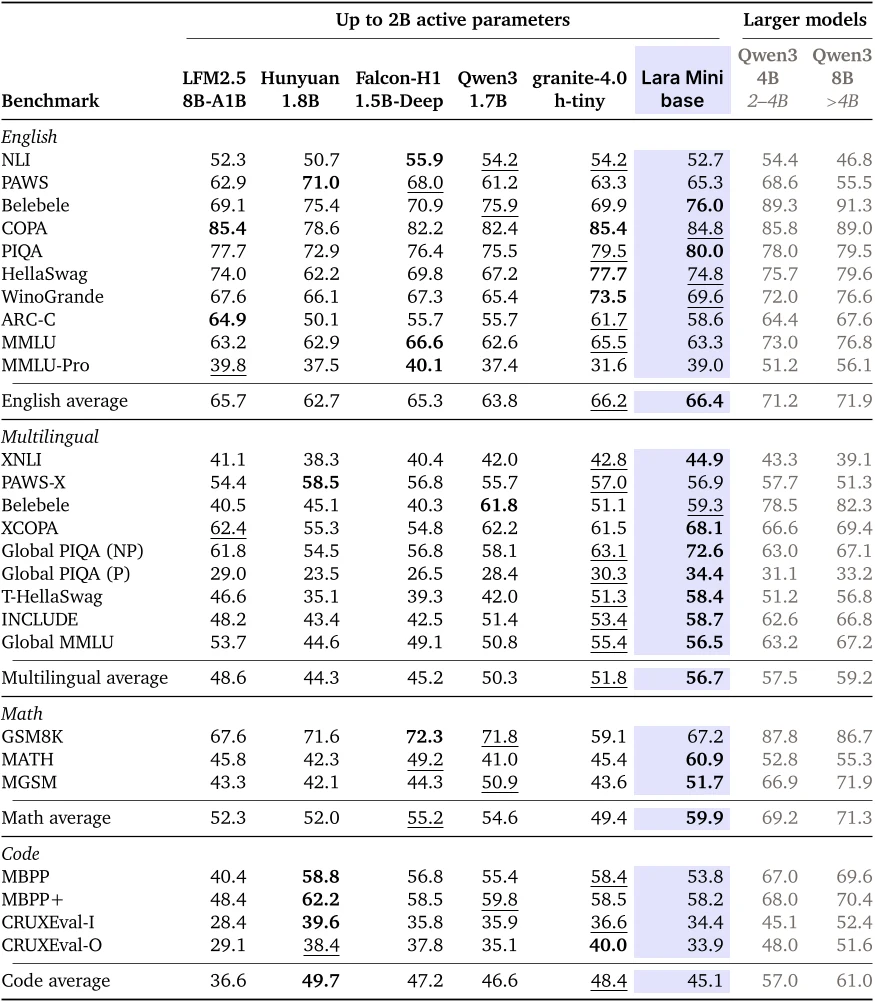 Up to 2B active parameters Larger models
LFM2.5 8B-A1B Hunyuan 1.8B Falcon-H1 1.5B-Deep Qwen3 1.7B granite-4.0 h-tiny Lara Mini base Qwen3 4B 2–4B Qwen3 8B >4B
Benchmark
English
NLI 52.3 50.7 55.9 54.2 54.2 52.7 54.4 46.8
PAWS 62.9 71.0 68.0 61.2 63.3 65.3 68.6 55.5
Belebele 69.1 75.4 70.9 75.9 69.9 76.0 89.3 91.3
COPA 85.4 78.6 82.2 82.4 85.4 84.8 85.8 89.0
PIQA 77.7 72.9 76.4 75.5 79.5 80.0 78.0 79.5
HellaSwag 74.0 62.2 69.8 67.2 77.7 74.8 75.7 79.6
WinoGrande 67.6 66.1 67.3 65.4 73.5 69.6 72.0 76.6
ARC-C 64.9 50.1 55.7 55.7 61.7 58.6 64.4 67.6
MMLU 63.2 62.9 66.6 62.6 65.5 63.3 73.0 76.8
MMLU-Pro 39.8 37.5 40.1 37.4 31.6 39.0 51.2 56.1
English average 65.7 62.7 65.3 63.8 66.2 66.4 71.2 71.9
Multilingual
XNLI 41.1 38.3 40.4 42.0 42.8 44.9 43.3 39.1
PAWS-X 54.4 58.5 56.8 55.7 57.0 56.9 57.7 51.3
Belebele 40.5 45.1 40.3 61.8 51.1 59.3 78.5 82.3
XCOPA 62.4 55.3 54.8 62.2 61.5 68.1 66.6 69.4
Global PIQA (NP) 61.8 54.5 56.8 58.1 63.1 72.6 63.0 67.1
Global PIQA (P) 29.0 23.5 26.5 28.4 30.3 34.4 31.1 33.2
T-HellaSwag 46.6 35.1 39.3 42.0 51.3 58.4 51.2 56.8
INCLUDE 48.2 43.4 42.5 51.4 53.4 58.7 62.6 66.8
Global MMLU 53.7 44.6 49.1 50.8 55.4 56.5 63.2 67.2
Multilingual average 48.6 44.3 45.2 50.3 51.8 56.7 57.5 59.2
Math
GSM8K 67.6 71.6 72.3 71.8 59.1 67.2 87.8 86.7
MATH 45.8 42.3 49.2 41.0 45.4 60.9 52.8 55.3
MGSM 43.3 42.1 44.3 50.9 43.6 51.7 66.9 71.9
Math average 52.3 52.0 55.2 54.6 49.4 59.9 69.2 71.3
Code
MBPP 40.4 58.8 56.8 55.4 58.4 53.8 67.0 69.6
MBPP+ 48.4 62.2 58.5 59.8 58.5 58.2 68.0 70.4
CRUXEval-I 28.4 39.6 35.8 35.9 36.6 34.4 45.1 52.4
CRUXEval-O 29.1 38.4 37.8 35.1 40.0 33.9 48.0 51.6
Code average 36.6 49.7 47.2 46.6 48.4 45.1 57.0 61.0